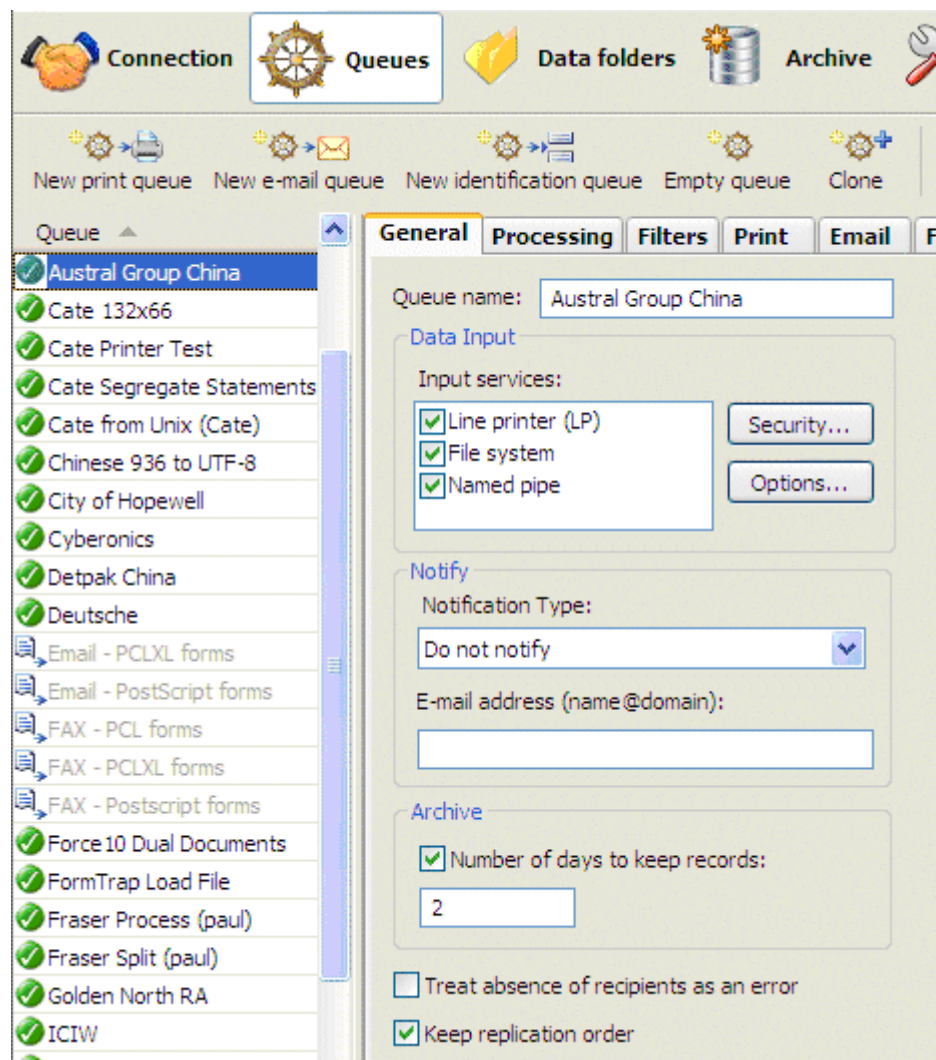 Connection
Queues
Data folders
Archive
New print queue
New e-mail queue
New identification queue
Empty queue
Clone
Queue
Austral Group China
Cate 132x66
Cate Printer Test
Cate Segregate Statements
Cate from Unix (Cate)
Chinese 936 to UTF-8
City of Hopewell
Cyberonics
Detpak China
Deutsche
Email - PCLXL forms
Email - PostScript forms
FAX - PCL forms
FAX - PCLXL forms
FAX - Postscript forms
Force10 Dual Documents
FormTrap Load File
Fraser Process (paul)
Fraser Split (paul)
Golden North RA
ICIW
General
Processing
Filters
Print
Email
Queue name: Austral Group China
Data Input
Input services:
Line printer (LP)
File system
Named pipe
Security...
Options...
Notify
Notification Type:
Do not notify
E-mail address (name@domain):
Archive
Number of days to keep records:
2
Treat absence of recipients as an error
Keep replication order